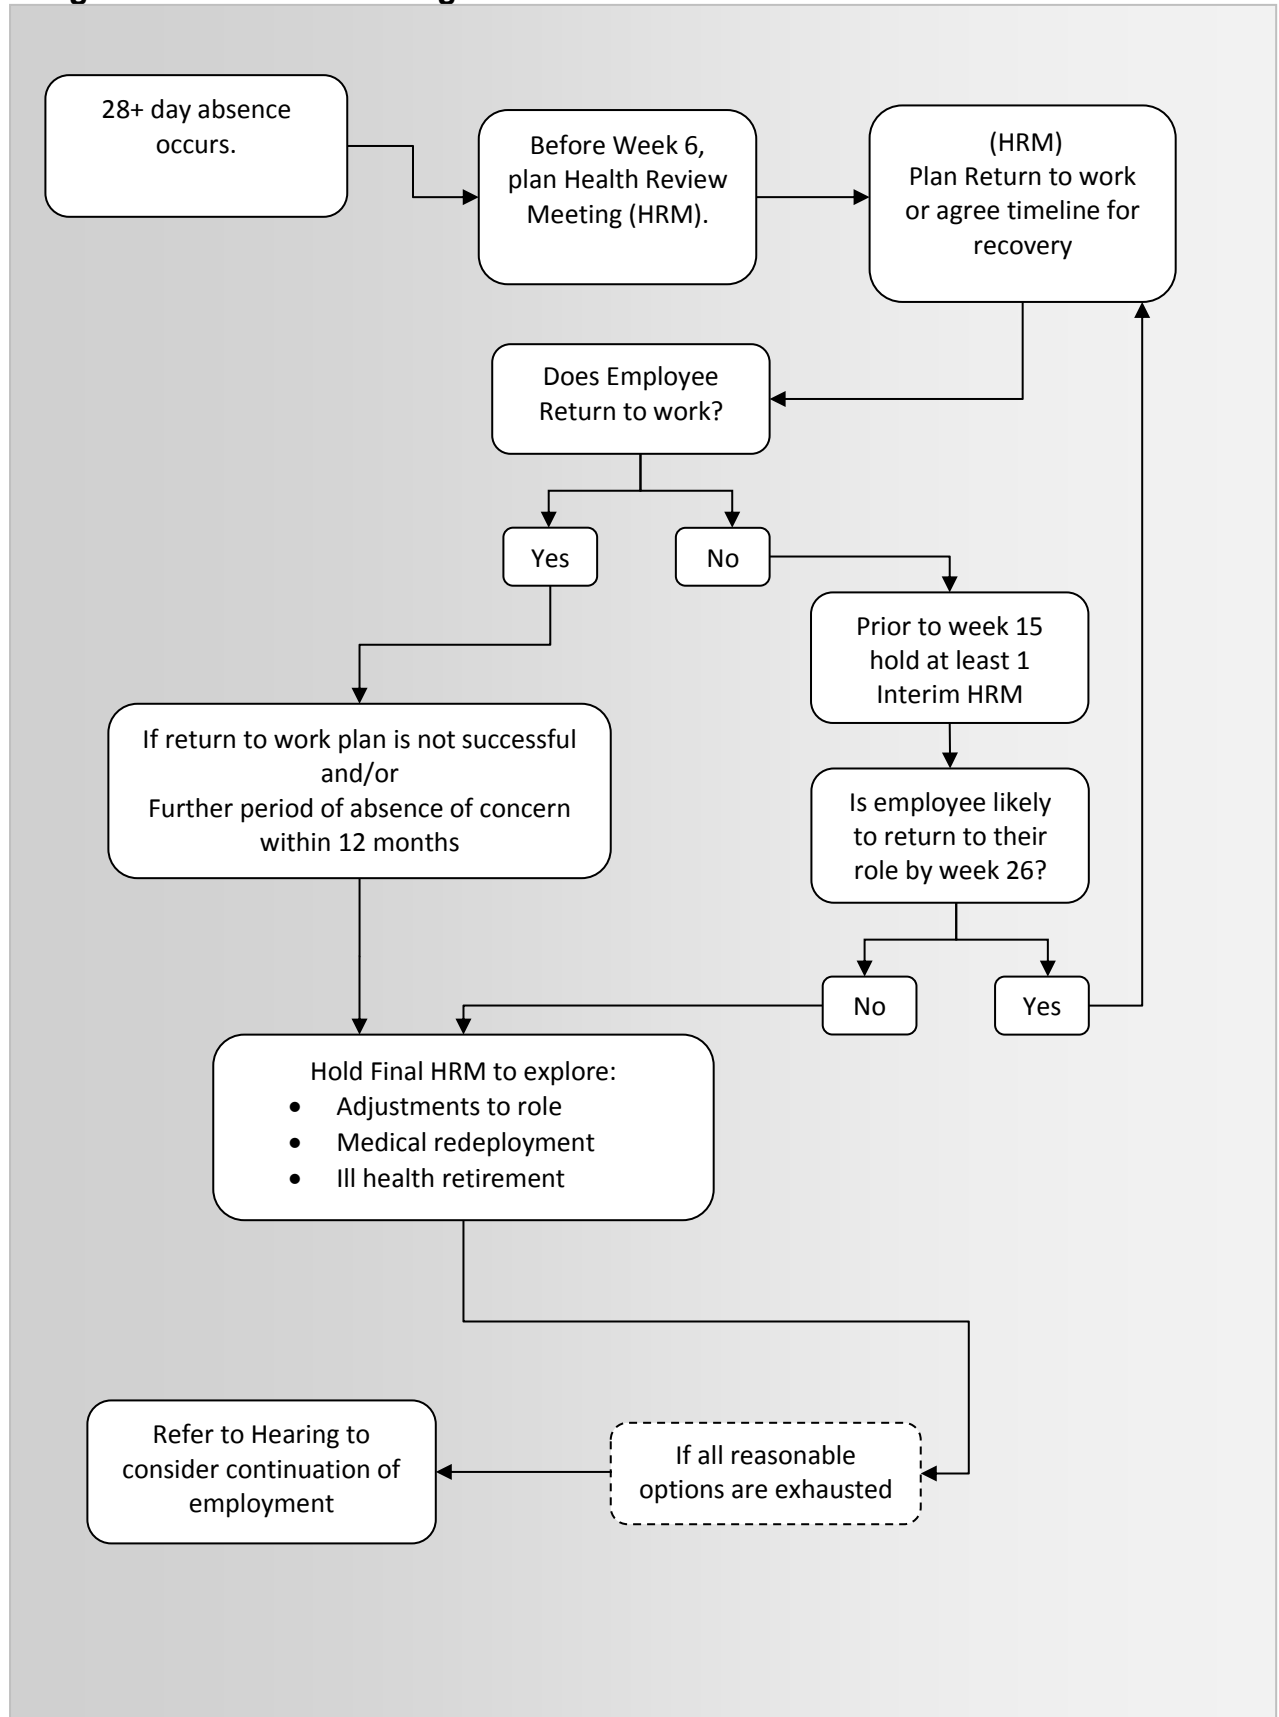 28+ day absence
occurs.
Before Week 6,
plan Health Review
Meeting (HRM).
(HRM)
Plan Return to work
or agree timeline for
recovery
Does Employee
Return to work?
Yes
No
Prior to week 15
hold at least 1
Interim HRM
If return to work plan is not successful
and/or
Further period of absence of concern
within 12 months
Is employee likely
to return to their
role by week 26?
No
Yes
Hold Final HRM to explore:
• Adjustments to role
• Medical redeployment
• Ill health retirement
If all reasonable
options are exhausted
Refer to Hearing to
consider continuation of
employment